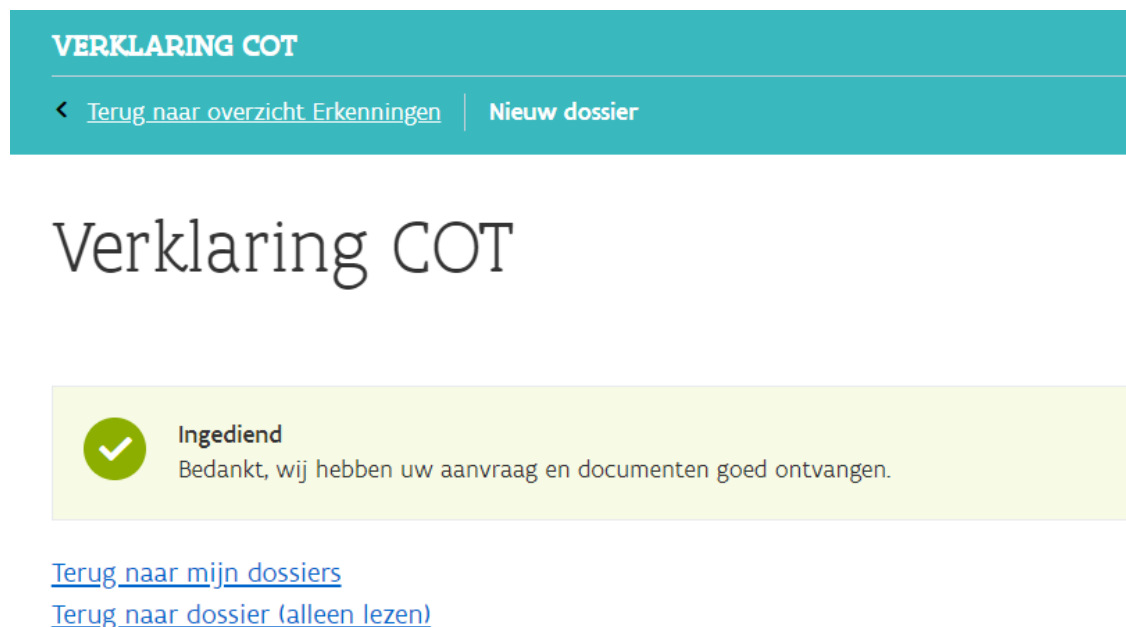 VERKLARING COT
Terug naar overzicht Erkenningen Nieuw dossier
Verklaring COT
Ingediend
Bedankt, wij hebben uw aanvraag en documenten goed ontvangen.
Terug naar mijn dossiers
Terug naar dossier (alleen lezen)